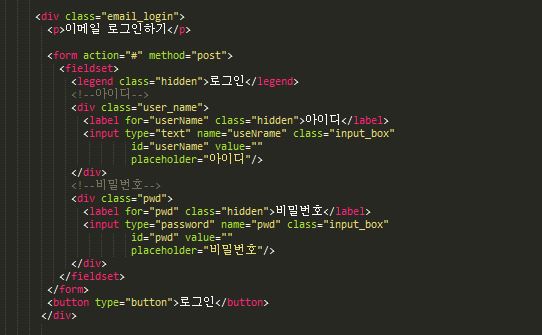 <div class="email_login">
<p>이메일 로그인하기</p>
<form action="#" method="post">
<fieldset>
<legend class="hidden">로그인</legend>
<!--아이디-->
<div class="user_name">
<label for="userName" class="hidden">아이디</label>
<input type="text" name="useNrame" class="input_box"
id="userName" value=""
placeholder="아이디"/>
</div>
<!--비밀번호-->
<div class="pwd">
<label for="pwd" class="hidden">비밀번호</label>
<input type="password" name="pwd" class="input_box"
id="pwd" value=""
placeholder="비밀번호"/>
</div>
</fieldset>
</form>
<button type="button">로그인</button>
</div>